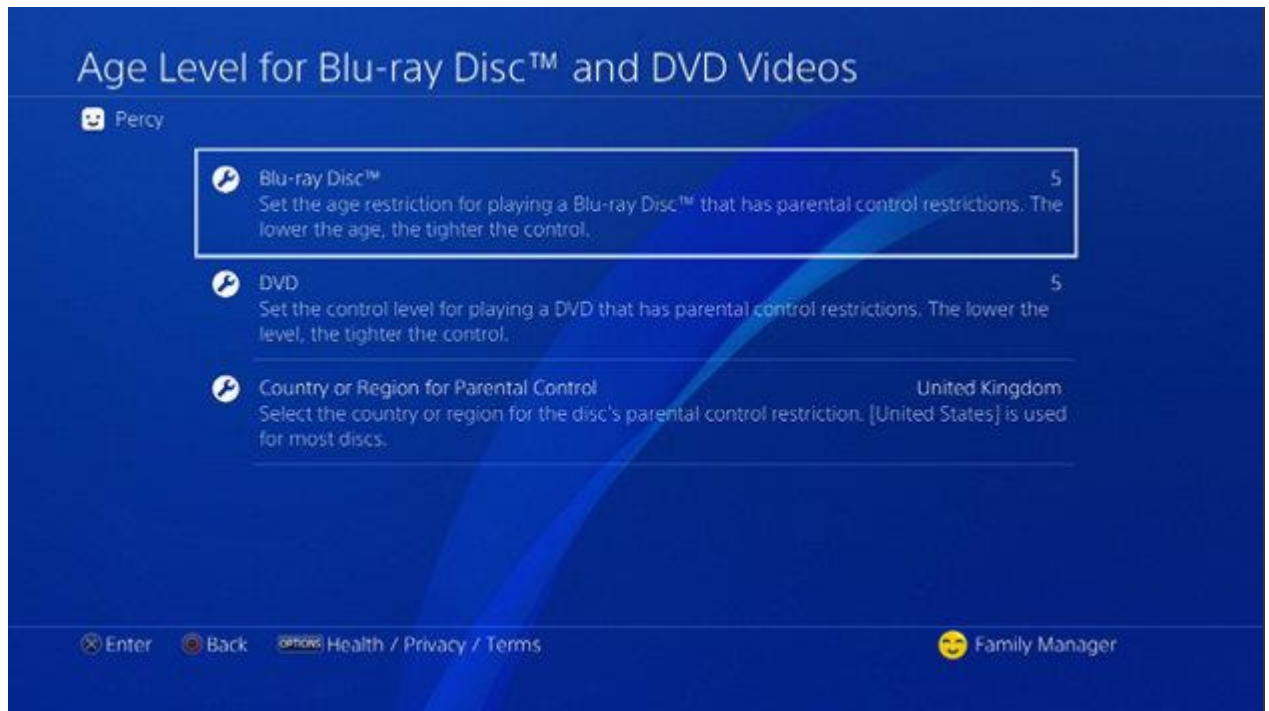 Age Level for Blu-ray Disc™ and DVD Videos
Percy
Blu-ray Disc™ 5
Set the age restriction for playing a Blu-ray Disc™ that has parental control restrictions. The
lower the age, the tighter the control.
DVD 5
Set the control level for playing a DVD that has parental control restrictions. The lower the
level, the tighter the control.
Country or Region for Parental Control United Kingdom
Select the country or region for the disc's parental control restriction. [United States] is used
for most discs.
Enter Back OPTIONS Health / Privacy / Terms Family Manager